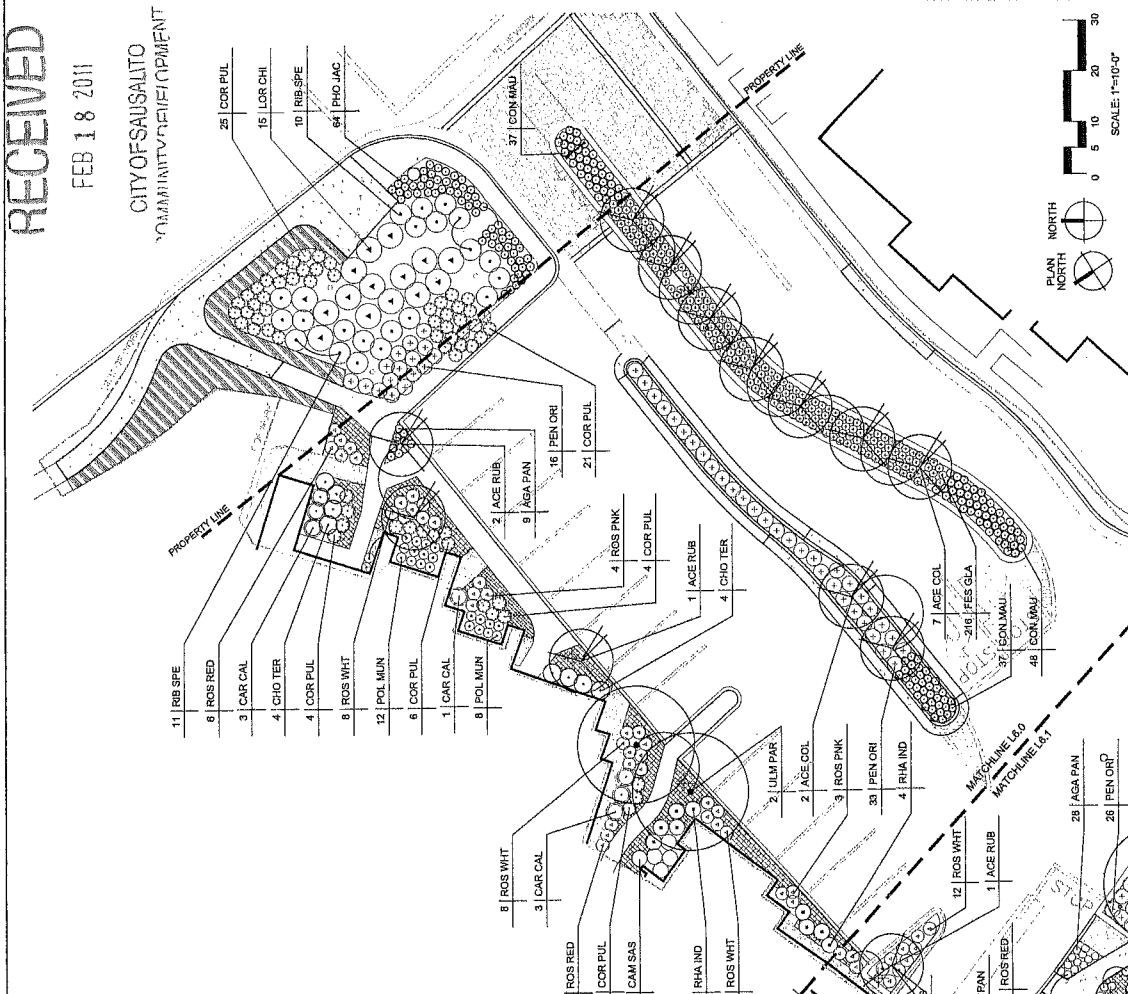 RECEIVED
FEB 18 2011
CITY OF SAUSALITO
COMMUNITY DEVELOPMENT
25 COR PUL
15 LOR CHI
10 RIB SPE
64 PHO JAC
37 CON MAU
PROPERTY LINE
PROPERTY LINE
11 RIB SPE
6 ROS RED
3 CAR CAL
4 CHO TER
4 COR PUL
8 ROS WHT
12 POL MUN
6 COR PUL
1 CAR CAL
8 POL MUN
2 ACE RUB
9 AGA PAN
16 PEN ORI
21 COR PUL
4 ROS PNK
4 COR PUL
1 ACE RUB
4 CHO TER
8 ROS WHT
3 CAR CAL
ROS RED
COR PUL
CAM SAS
RHA IND
ROS WHT
2 ULM PAR
2 ACE COL
3 ROS PNK
33 PEN ORI
4 RHA IND
7 ACE COL
216 FES GLA
37 CON MAU
48 CON MAU
STOP
MATCHLINE L6.0
MATCHLINE L6.1
12 ROS WHT
1 ACE RUB
28 AGA PAN
26 PEN ORI
STOP
PAN
ROS RED
PLAN NORTH
NORTH
0 5 10 20 30
SCALE: 1"=10'-0"